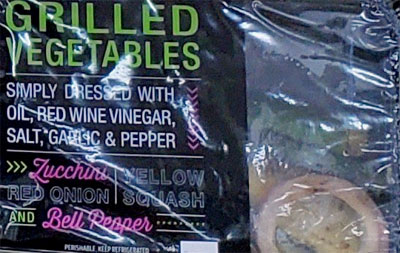 GRILLED
VEGETABLES
SIMPLY DRESSED WITH
OIL, RED WINE VINEGAR,
SALT, GARLIC & PEPPER
Zucchini YELLOW
RED ONION SQUASH
AND Bell Pepper
PERISHABLE. KEEP REFRIGERATED